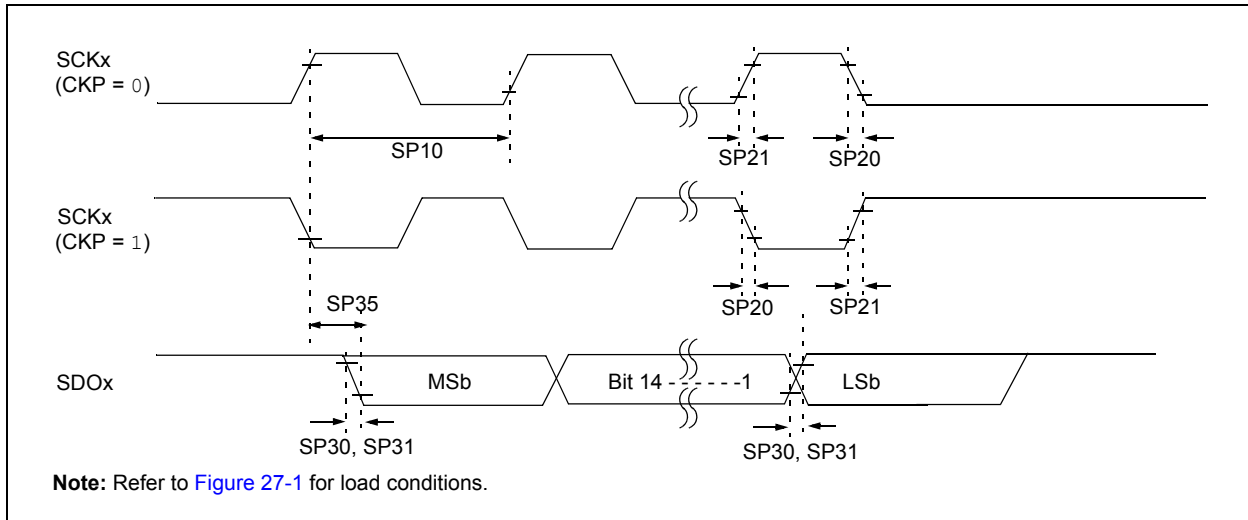 SCKx
(CKP = 0)
SP10
SP21
SP20
SCKx
(CKP = 1)
SP35
SP20
SP21
SDOx
MSb
Bit 14 - - - - - -1
LSb
SP30, SP31
SP30, SP31
Note: Refer to Figure 27-1 for load conditions.